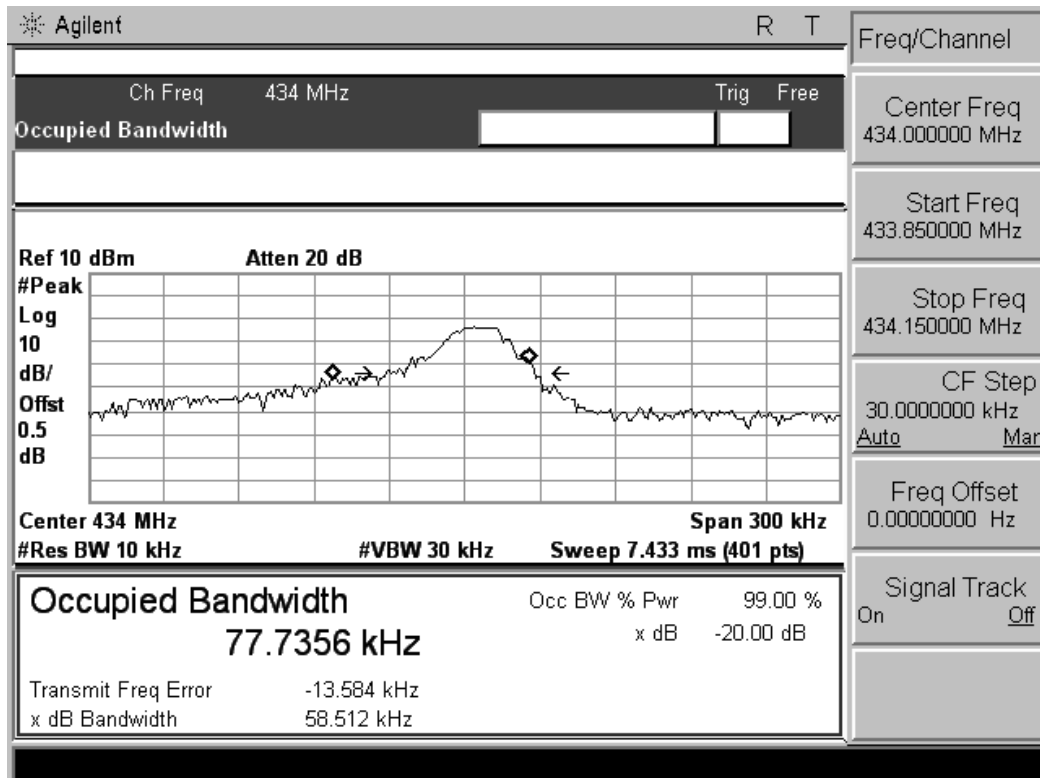 Agilent R T
Ch Freq 434 MHz Trig Free
Occupied Bandwidth
Ref 10 dBm Atten 20 dB
#Peak
Log
10
dB/
Offst
0.5
dB
Center 434 MHz Span 300 kHz
#Res BW 10 kHz #VBW 30 kHz Sweep 7.433 ms (401 pts)
Occupied Bandwidth
77.7356 kHz
Occ BW % Pwr 99.00 %
x dB -20.00 dB
Transmit Freq Error -13.584 kHz
x dB Bandwidth 58.512 kHz
Freq/Channel
Center Freq
434.000000 MHz
Start Freq
433.850000 MHz
Stop Freq
434.150000 MHz
CF Step
30.0000000 kHz
Auto Man
Freq Offset
0.00000000 Hz
Signal Track
On Off